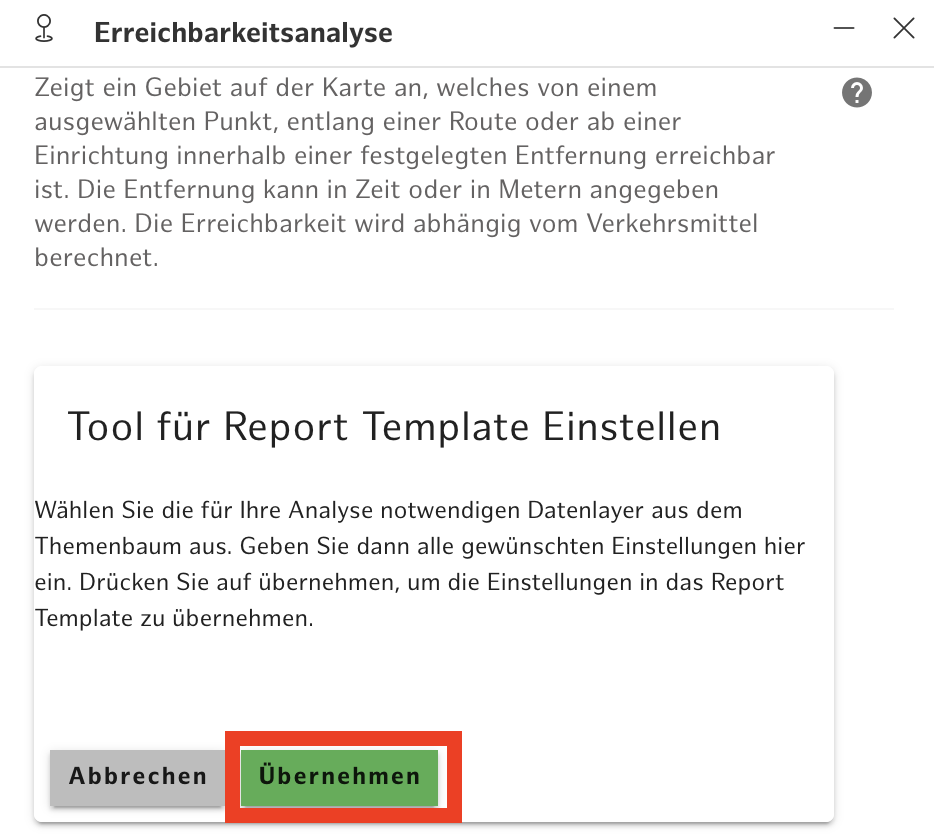 Erreichbarkeitsanalyse
Zeigt ein Gebiet auf der Karte an, welches von einem
ausgewählten Punkt, entlang einer Route oder ab einer
Einrichtung innerhalb einer festgelegten Entfernung erreichbar
ist. Die Entfernung kann in Zeit oder in Metern angegeben
werden. Die Erreichbarkeit wird abhängig vom Verkehrsmittel
berechnet.
?
Tool für Report Template Einstellen
Wählen Sie die für Ihre Analyse notwendigen Datenlayer aus dem
Themenbaum aus. Geben Sie dann alle gewünschten Einstellungen hier
ein. Drücken Sie auf übernehmen, um die Einstellungen in das Report
Template zu übernehmen.
Abbrechen Übernehmen